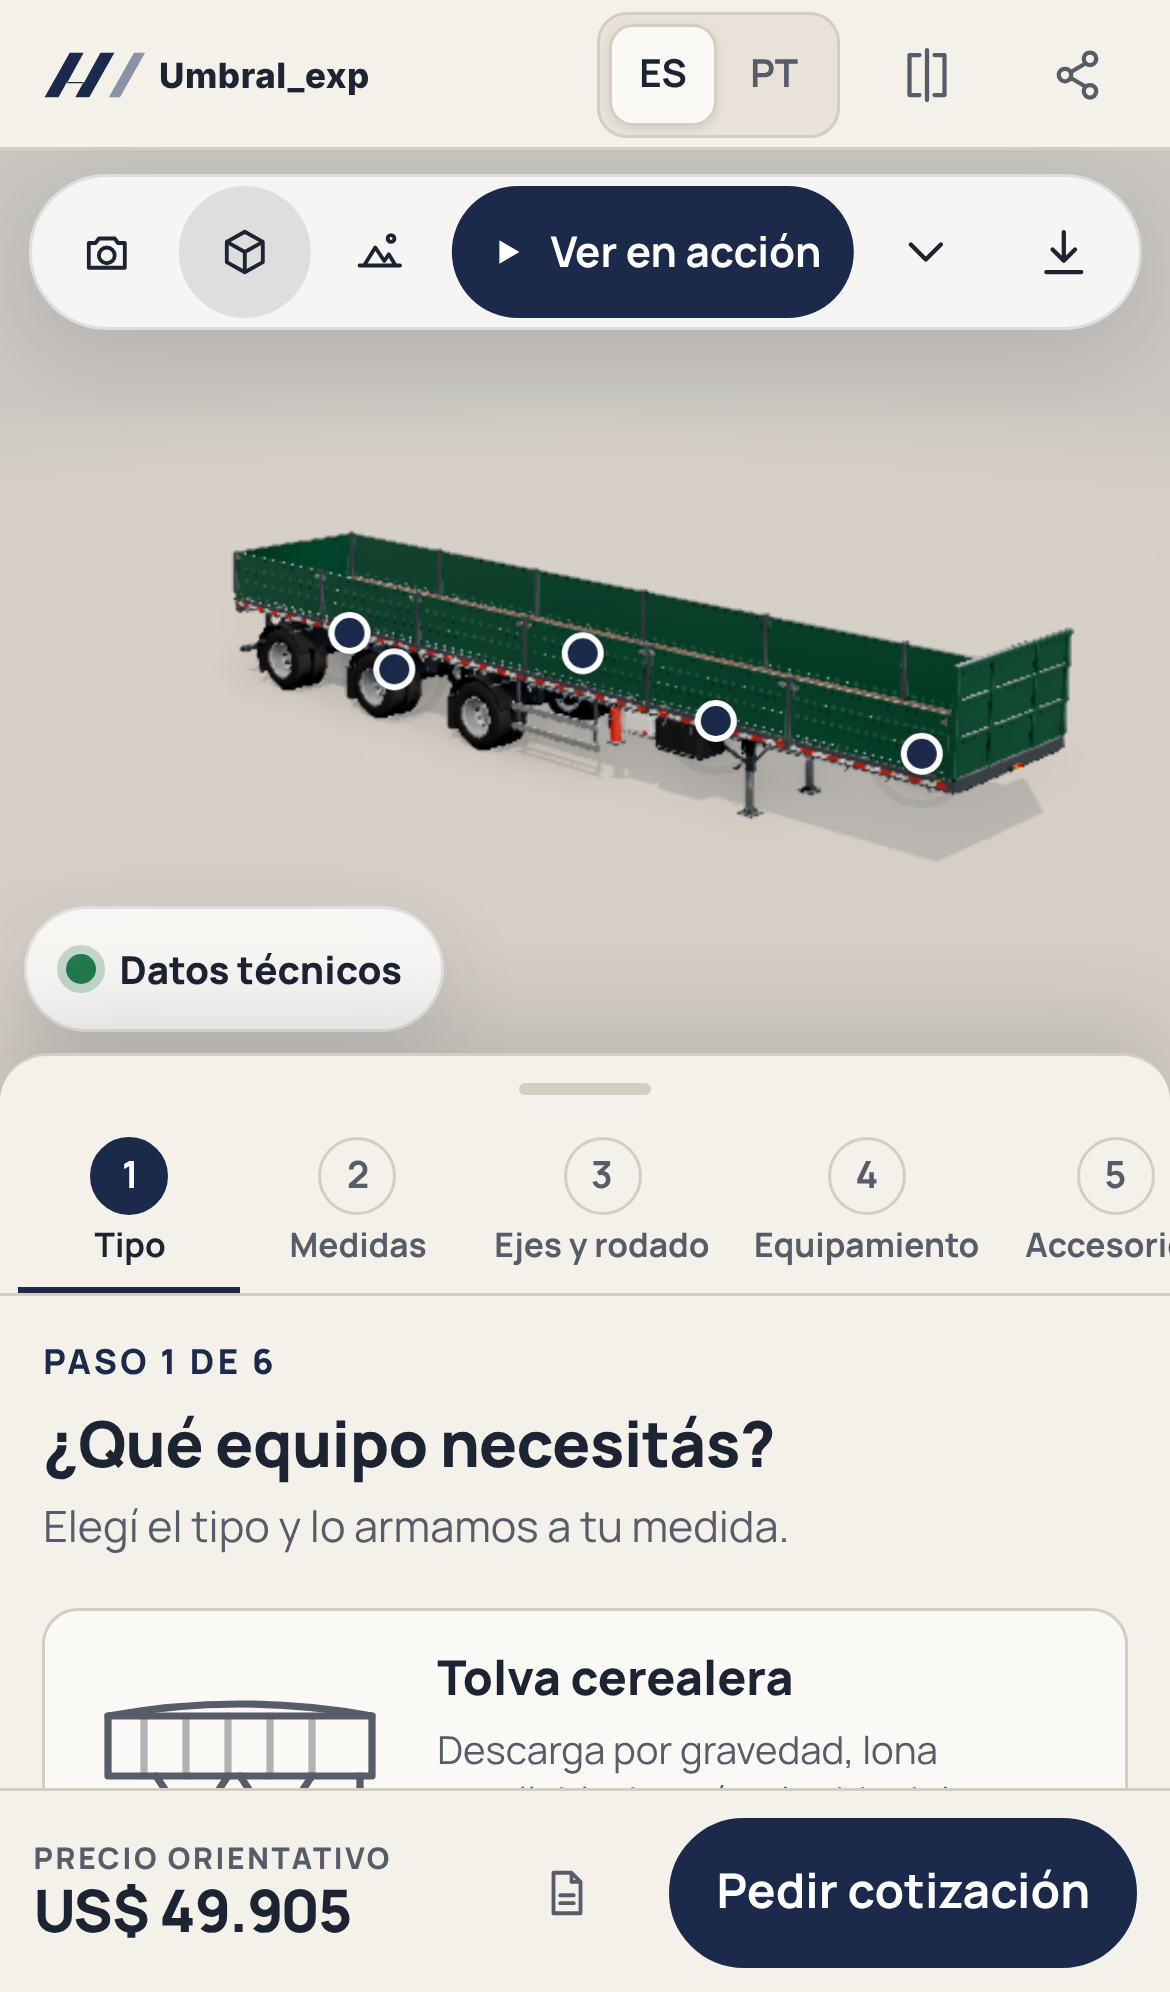 Umbral_exp
ES
PT
Ver en acción
Datos técnicos
1
2
3
4
5
Tipo
Medidas
Ejes y rodado
Equipamiento
Accesori
PASO 1 DE 6
¿Qué equipo necesitás?
Elegí el tipo y lo armamos a tu medida.
Tolva cerealera
Descarga por gravedad, lona
PRECIO ORIENTATIVO
US$ 49.905
Pedir cotización